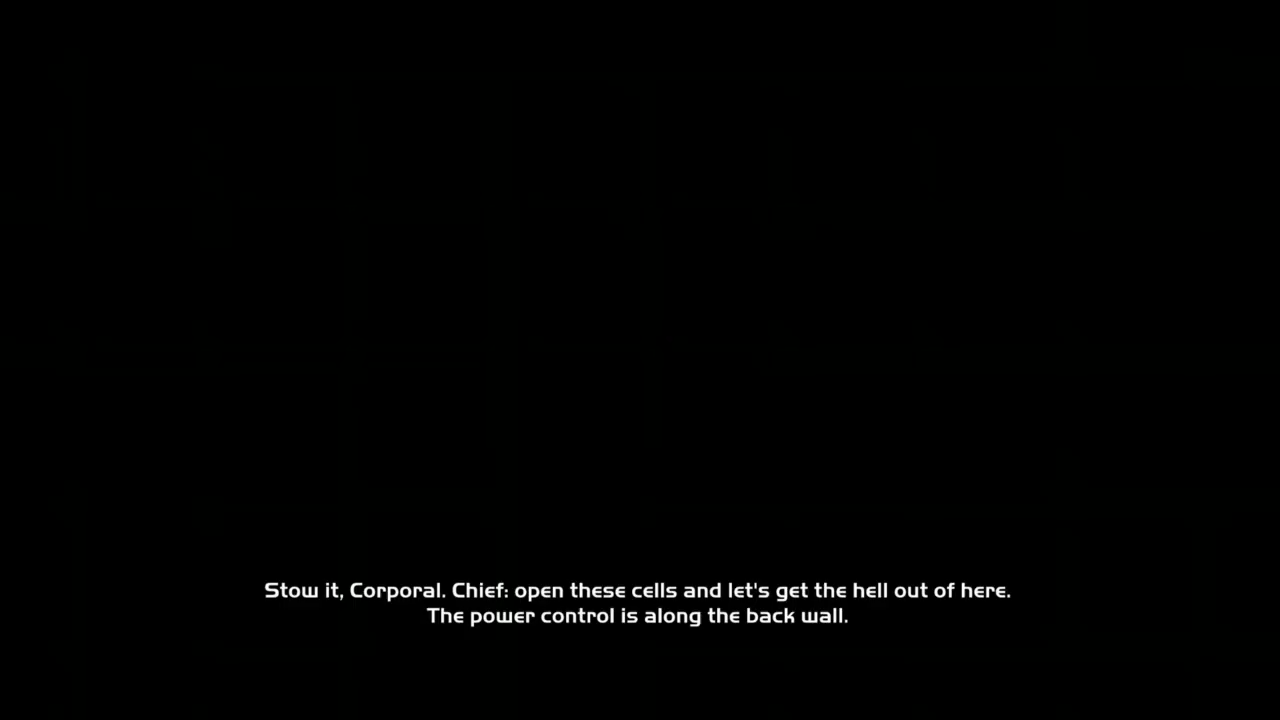 Stow it, Corporal. Chief: open these cells and let's get the hell out of here.
The power control is along the back wall.